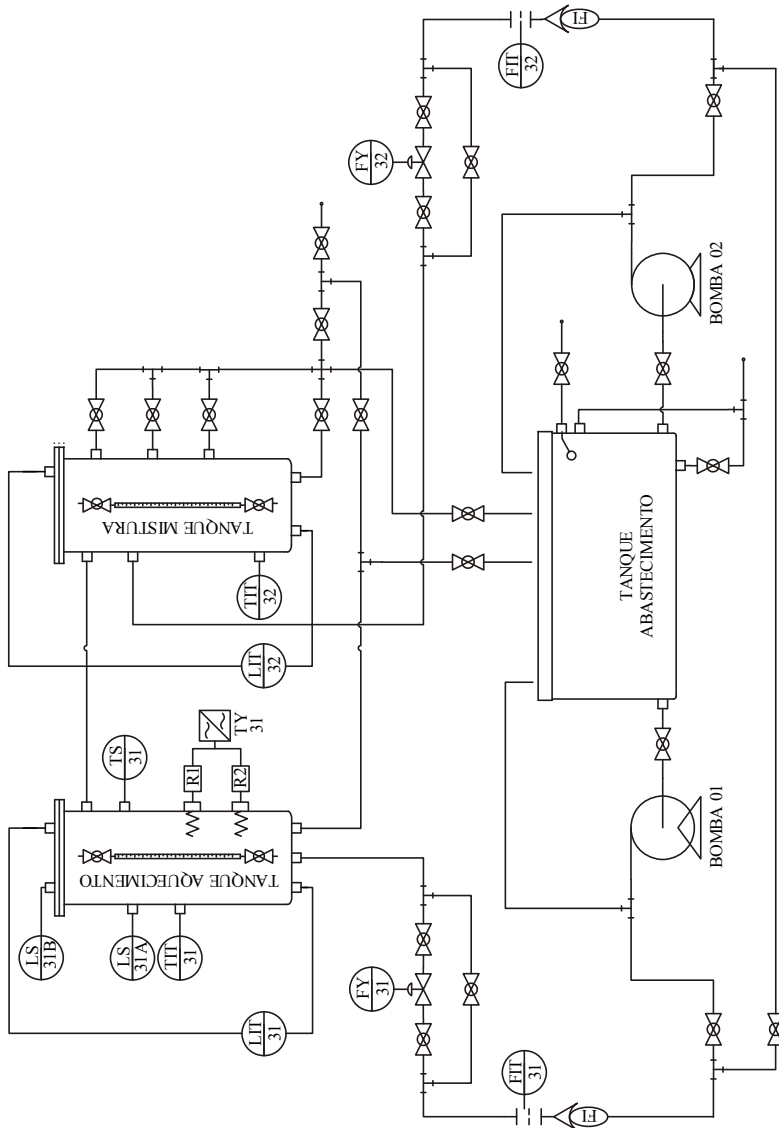 LS
31B
LS
31A
TIT
31
LIT
31
TANQUE AQUECIMENTO
TS
31
R1
R2
TY
31
LIT
32
TIT
32
TANQUE MISTURA
FY
31
FIT
31
FI
FY
32
FIT
32
FI
BOMBA 01
TANQUE
ABASTECIMENTO
BOMBA 02